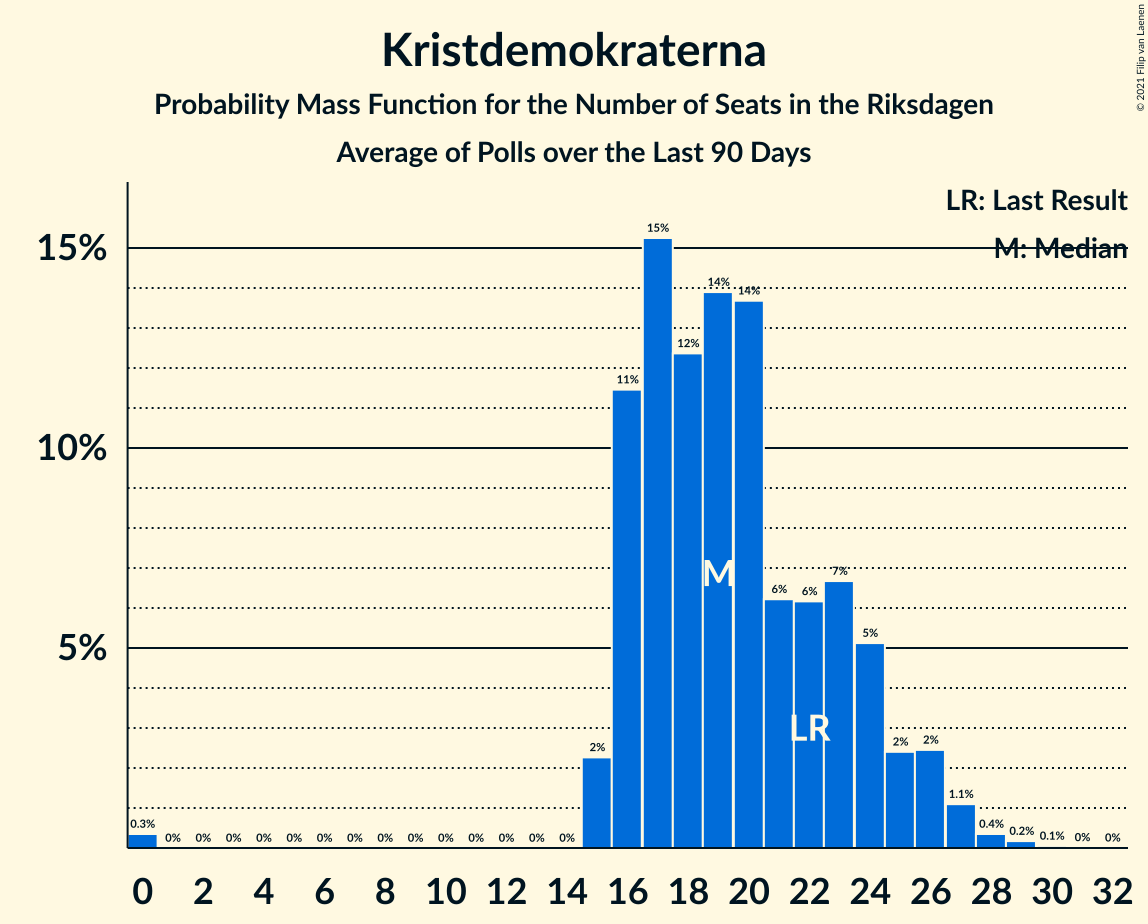 Kristdemokraterna
Probability Mass Function for the Number of Seats in the Riksdagen
Average of Polls over the Last 90 Days
© 2021 Filip van Laenen
LR: Last Result
M: Median
15%
10%
5%
0.3% 0% 0% 0% 0% 0% 0% 0% 0% 0% 0% 0% 0% 0% 0% 2% 11% 15% 12% 14% 14% 6% 6% 7% 5% 2% 2% 1.1% 0.4% 0.2% 0.1% 0% 0%
M
LR
0 2 4 6 8 10 12 14 16 18 20 22 24 26 28 30 32